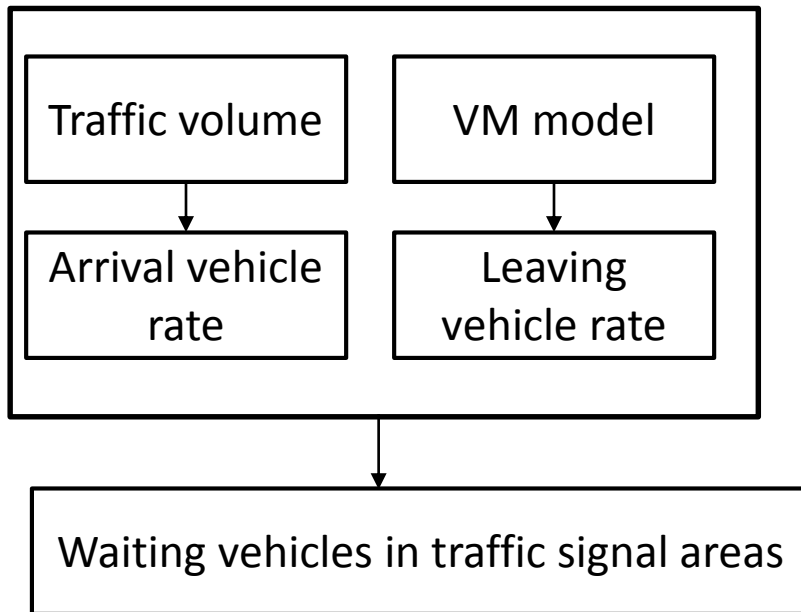 Traffic volume
VM model
Arrival vehicle
rate
Leaving
vehicle rate
Waiting vehicles in traffic signal areas